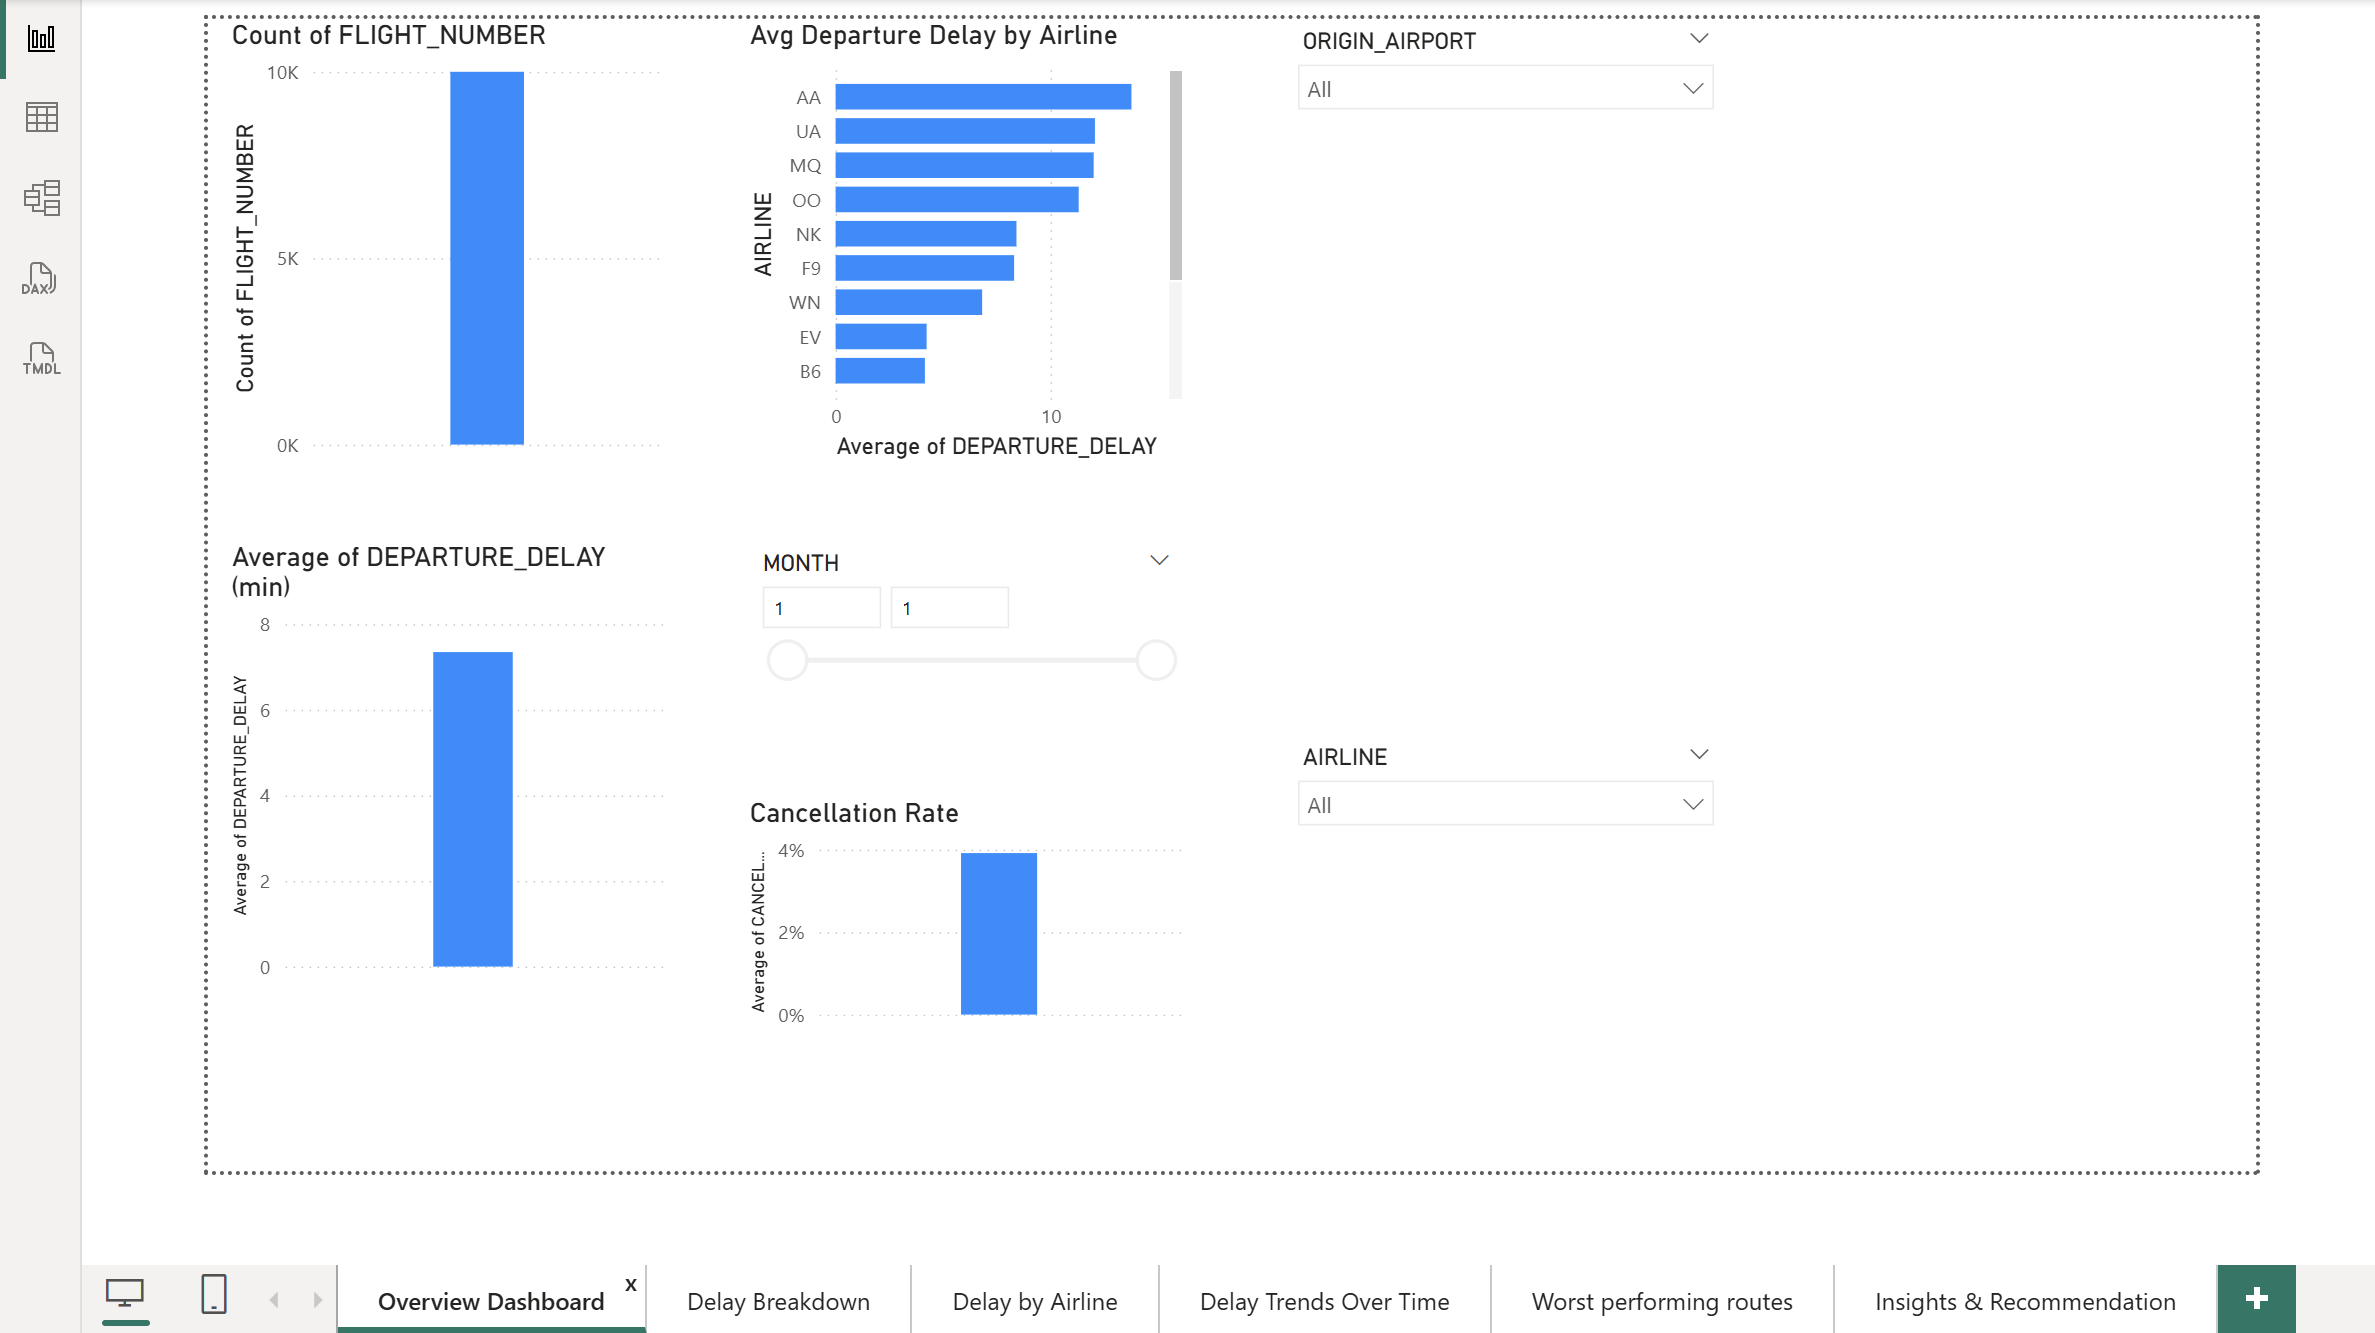 DAX
TMDL
Count of FLIGHT_NUMBER
Count of FLIGHT_NUMBER
10K
5K
0K
Avg Departure Delay by Airline
AIRLINE
AA
UA
MQ
OO
NK
F9
WN
EV
B6
0 10
Average of DEPARTURE_DELAY
ORIGIN_AIRPORT
All
Average of DEPARTURE_DELAY
(min)
Average of DEPARTURE_DELAY
8
6
4
2
0
MONTH
1 1
Cancellation Rate
Average of CANCEL...
4%
2%
0%
AIRLINE
All
Overview Dashboard x Delay Breakdown Delay by Airline Delay Trends Over Time Worst performing routes Insights & Recommendation +